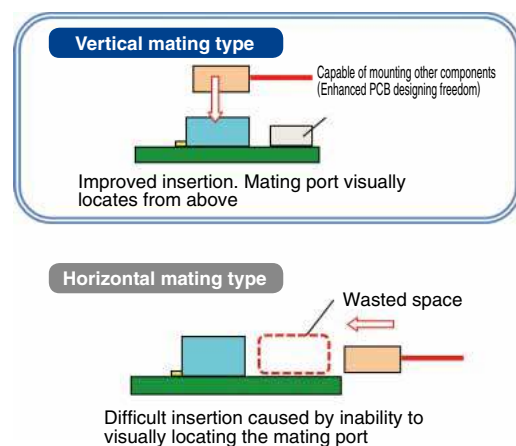 Vertical mating type
Capable of mounting other components
(Enhanced PCB designing freedom)
Improved insertion. Mating port visually
locates from above
Horizontal mating type
Wasted space
Difficult insertion caused by inability to
visually locating the mating port